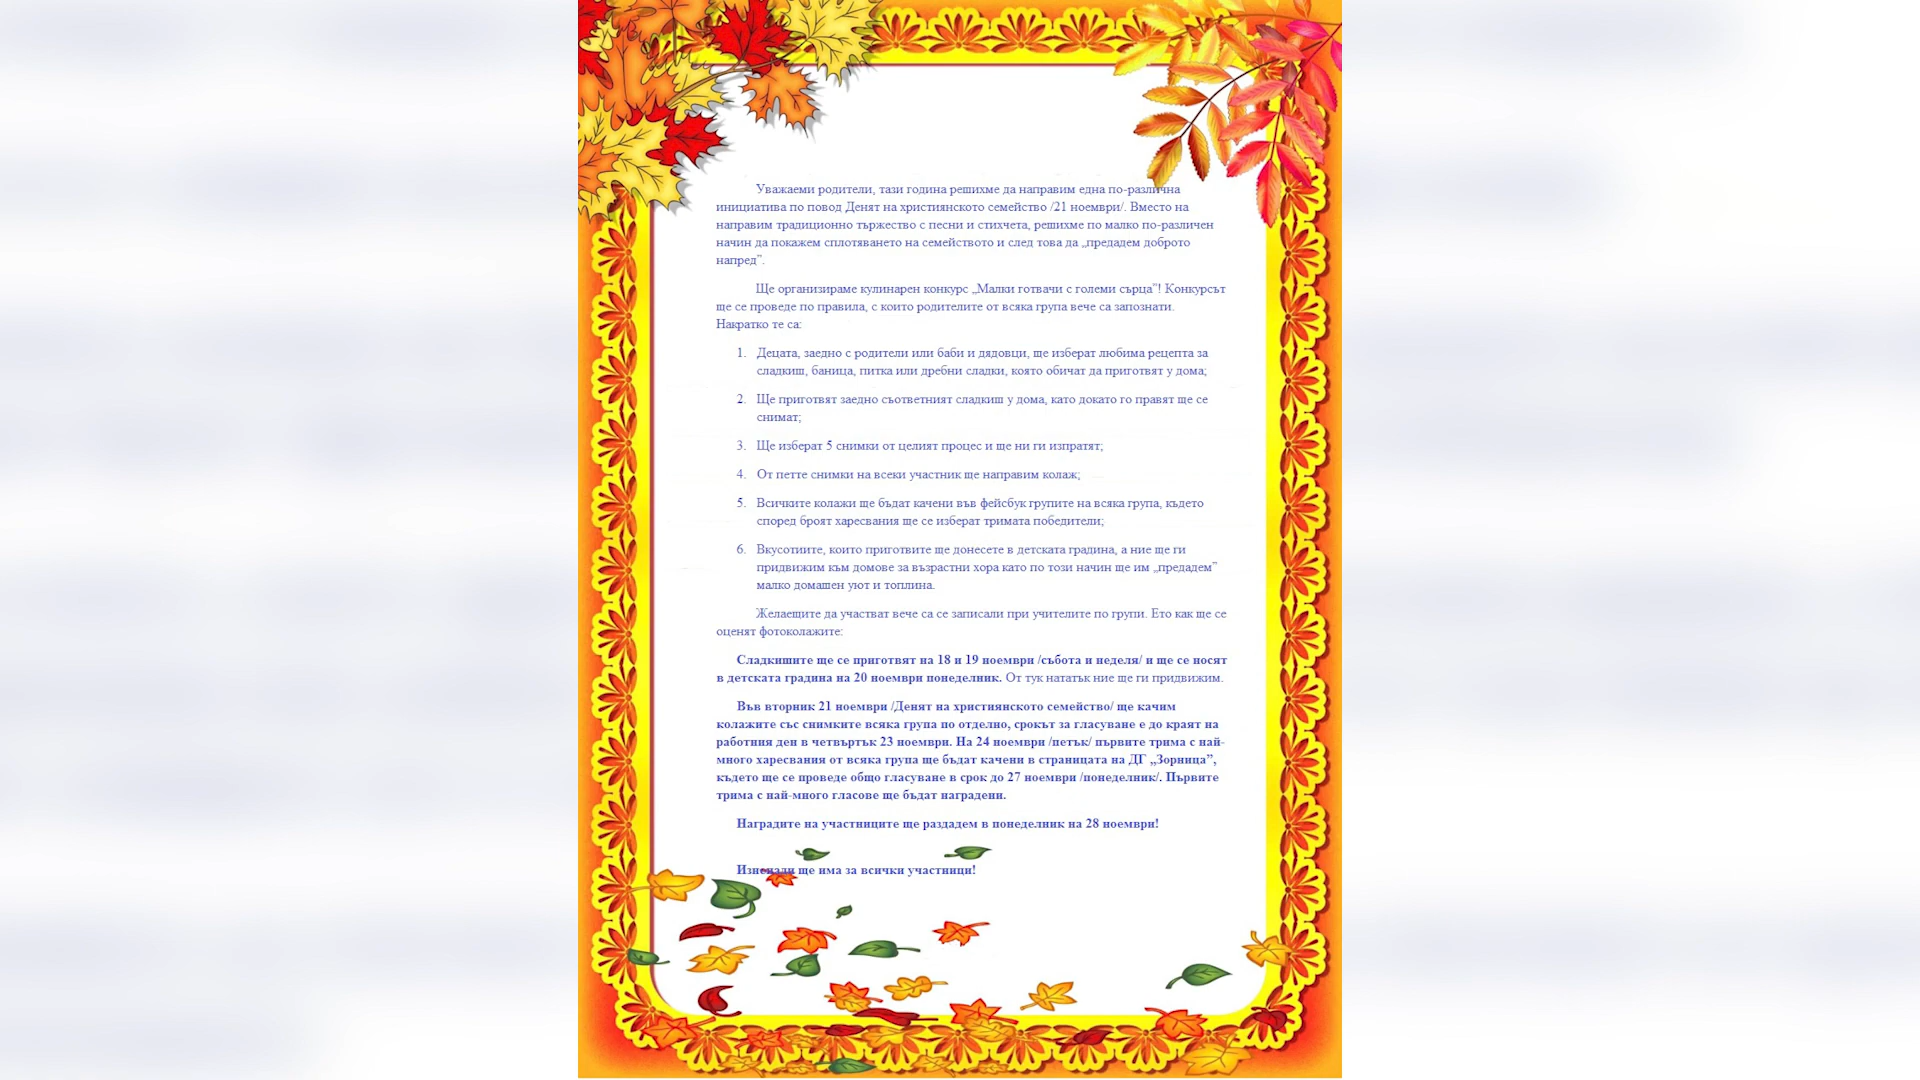 Уважаеми родители, тази година решихме да направим една по-различна
инициатива по повод Денят на християнското семейство /21 ноември/. Вместо на
направим традиционно тържество с песни и стихчета, решихме по малко по-различен
начин да покажем сплотяването на семейството и след това да „предадем доброто
напред”.
Ще организираме кулинарен конкурс „Малки готвачи с големи сърца”! Конкурсът
ще се проведе по правила, с които родителите от всяка група вече са запознати.
Накратко те са:
1. Децата, заедно с родители или баби и дядовци, ще изберат любима рецепта за
сладкиш, баница, питка или дребни сладки, която обичат да приготвят у дома;
2. Ще приготвят заедно съответният сладкиш у дома, като докато го правят ще се
снимат;
3. Ще изберат 5 снимки от целият процес и ще ни ги изпратят;
4. От петте снимки на всеки участник ще направим колаж;
5. Всичките колажи ще бъдат качени във фейсбук групите на всяка група, където
според броят харесвания ще се изберат тримата победители;
6. Вкусотиите, които приготвите ще донесете в детската градина, а ние ще ги
придвижим към домове за възрастни хора като по този начин ще им „предадем”
малко домашен уют и топлина.
Желаещите да участват вече са се записали при учителите по групи. Ето как ще се
оценят фотоколажите:
Сладкишите ще се приготвят на 18 и 19 ноември /събота и неделя/ и ще се носят
в детската градина на 20 ноември понеделник. От тук нататък ние ще ги придвижим.
Във вторник 21 ноември /Денят на християнското семейство/ ще качим
колажите със снимките всяка група по отделно, срокът за гласуване е до краят на
работния ден в четвъртък 23 ноември. На 24 ноември /петък/ първите трима с най-
много харесвания от всяка група ще бъдат качени в страницата на ДГ „Зорница”,
където ще се проведе общо гласуване в срок до 27 ноември /понеделник/. Първите
трима с най-много гласове ще бъдат наградени.
Наградите на участниците ще раздадем в понеделник на 28 ноември!
Изненади ще има за всички участници!